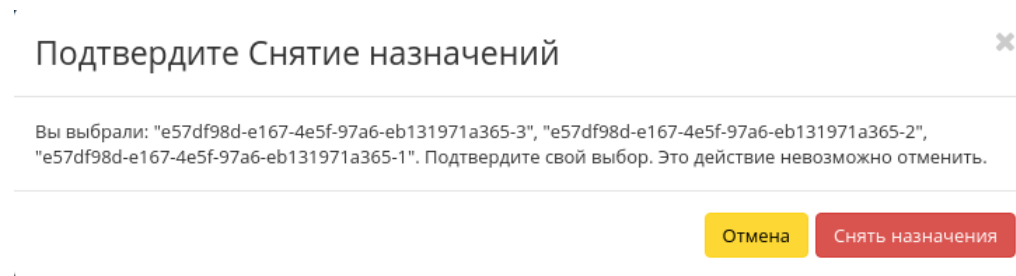 Подтвердите Снятие назначений
Вы выбрали: "e57df98d-e167-4e5f-97a6-eb131971a365-3", "e57df98d-e167-4e5f-97a6-eb131971a365-2",
"e57df98d-e167-4e5f-97a6-eb131971a365-1". Подтвердите свой выбор. Это действие невозможно отменить.
Отмена
Снять назначения